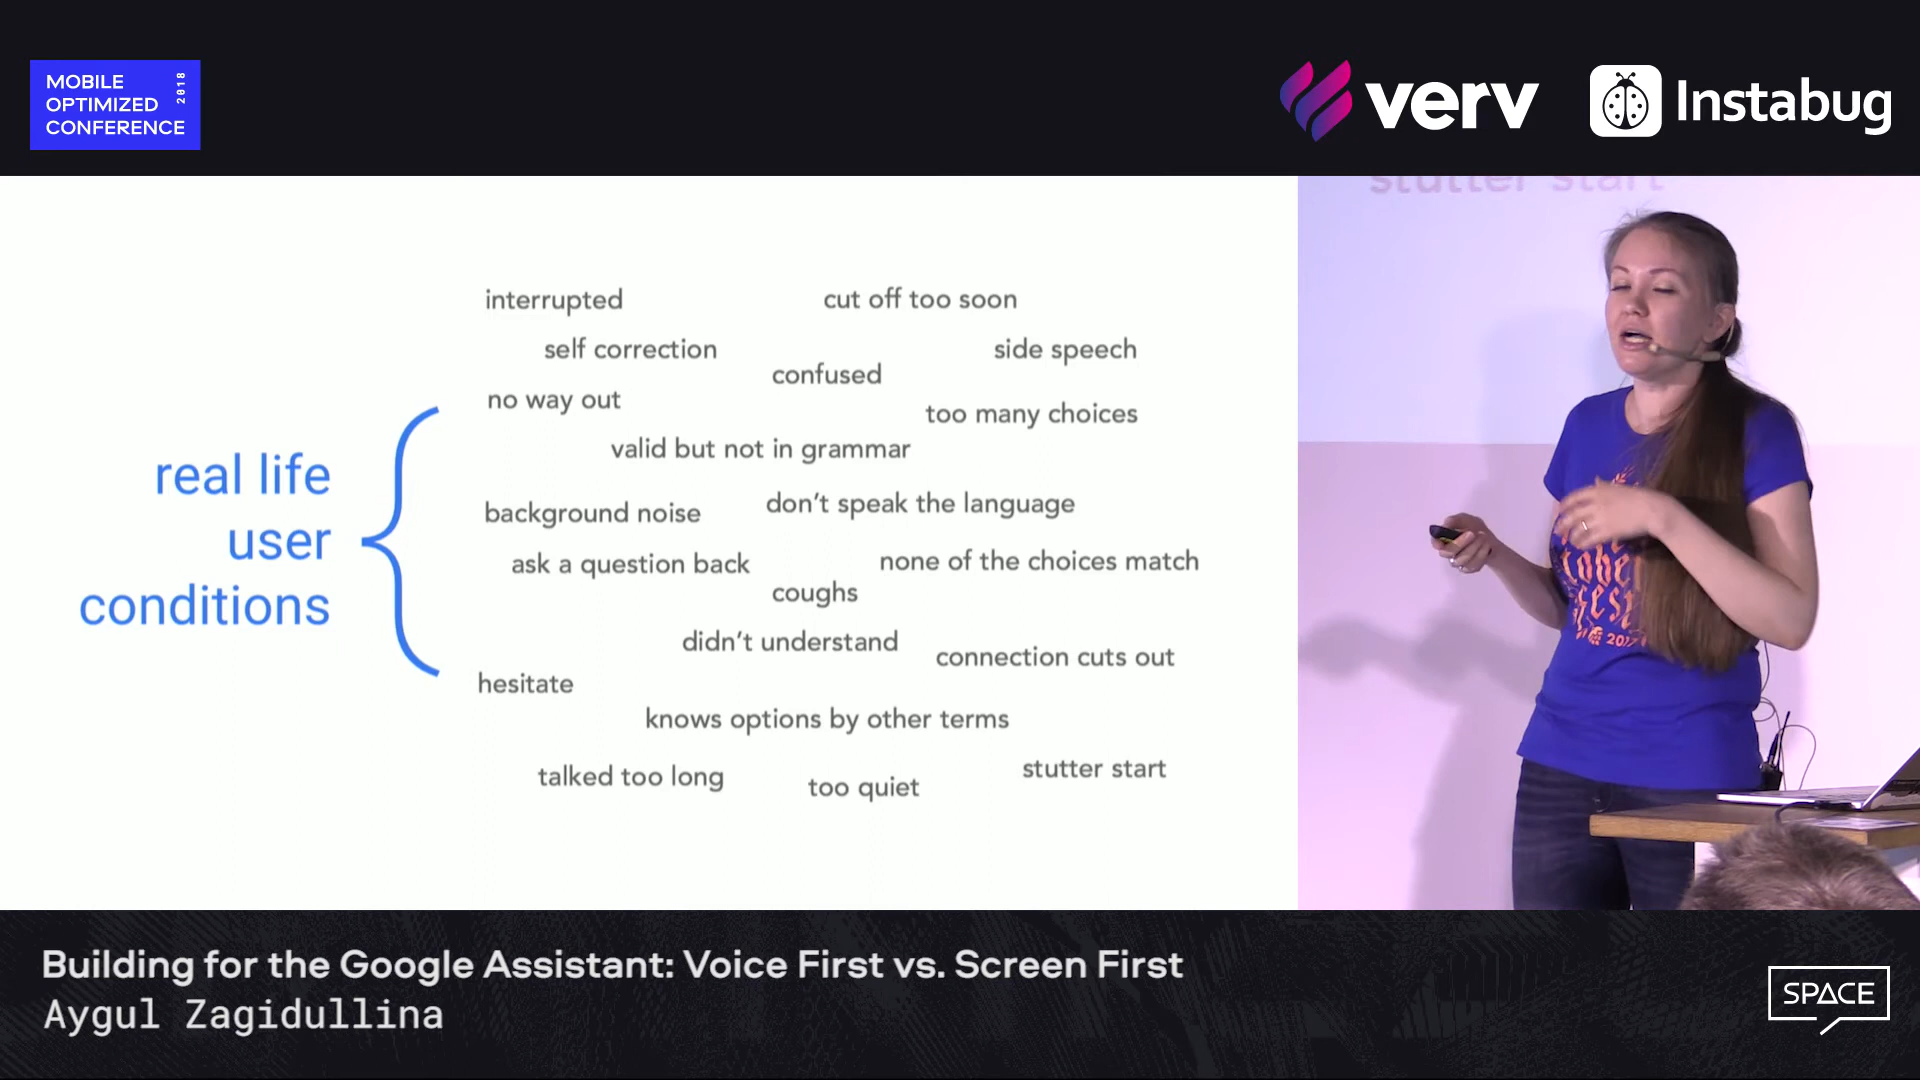 MOBILE
OPTIMIZED
CONFERENCE
2018
verv
Instabug
stutter start
interrupted
cut off too soon
self correction
side speech
confused
no way out
too many choices
valid but not in grammar
real life
user
conditions
background noise
don't speak the language
ask a question back
none of the choices match
coughs
didn't understand
connection cuts out
hesitate
knows options by other terms
talked too long
too quiet
stutter start
2017
Building for the Google Assistant: Voice First vs. Screen First
Aygul Zagidullina
SPACE